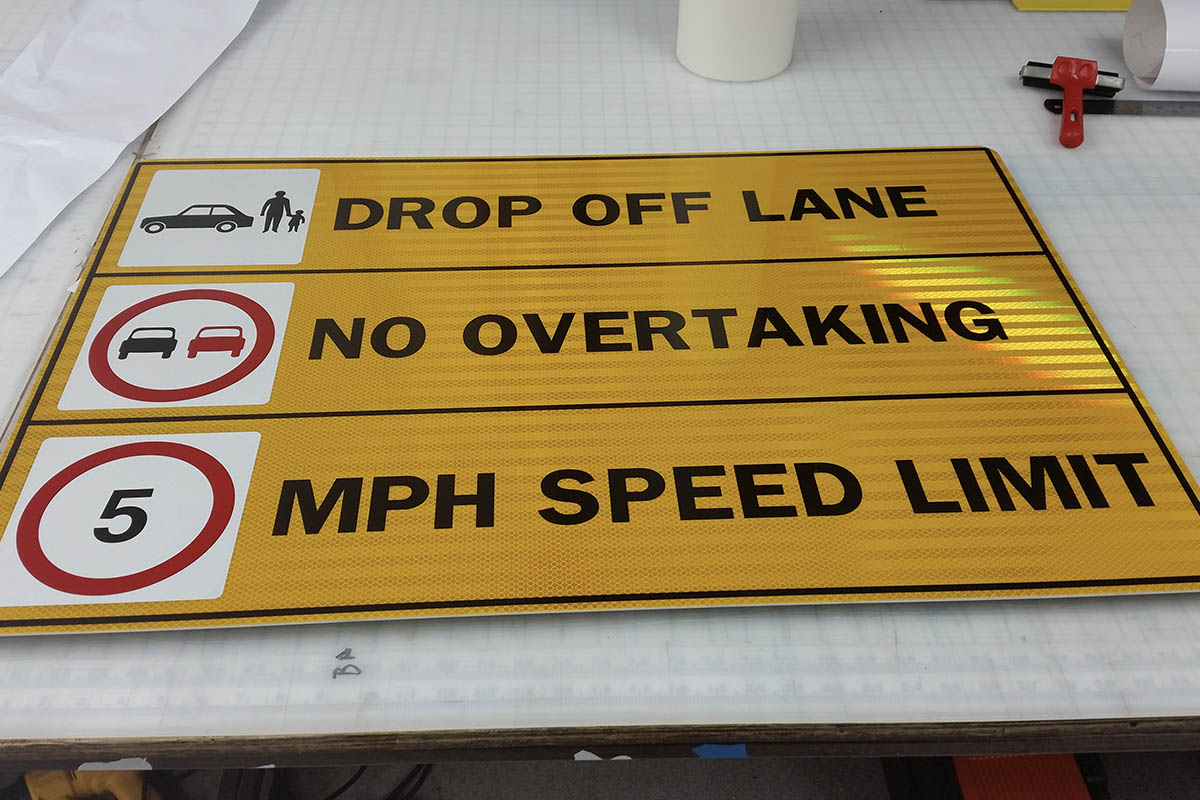 DROP OFF LANE
NO OVERTAKING
5 MPH SPEED LIMIT